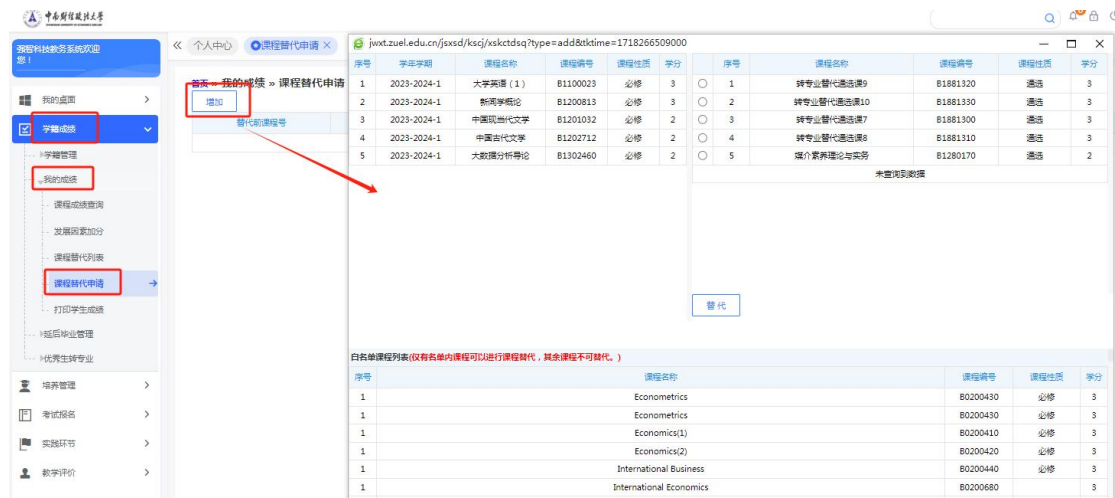 中南财经政法大学
强智科技教务系统欢迎
您！
我的桌面
学籍成绩
学籍管理
我的成绩
课程成绩查询
发展因素加分
课程替代列表
课程替代申请
打印学生成绩
延后毕业管理
优秀生转专业
培养管理
考试报名
实践环节
教学评价
个人中心 课程替代申请
首页 » 我的成绩 » 课程替代申请
增加
替代前课程号
jwxt.zuel.edu.cn/jsxsd/kscj/xskctdsq?type=add&tktime=1718266509000
序号 学年学期 课程名称 课程编号 课程性质 学分
1 2023-2024-1 大学英语（1） B1100023 必修 3
2 2023-2024-1 新闻学概论 B1200813 必修 3
3 2023-2024-1 中国现当代文学 B1201032 必修 2
4 2023-2024-1 中国古代文学 B1202712 必修 2
5 2023-2024-1 大数据分析导论 B1302460 必修 2
序号 课程名称 课程编号 课程性质 学分
1 转专业替代通选课9 B1881320 通选 3
2 转专业替代通选课10 B1881330 通选 3
3 转专业替代通选课7 B1881300 通选 3
4 转专业替代通选课8 B1881310 通选 3
5 媒介素养理论与实务 B1280170 通选 2
未查询到数据
替代
白名单课程列表(仅有名单内课程可以进行课程替代，其余课程不可替代。)
序号 课程名称 课程编号 课程性质 学分
1 Econometrics B0200430 必修 3
1 Econometrics B0200430 必修 3
1 Economics(1) B0200410 必修 3
1 Economics(2) B0200420 必修 3
1 International Business B0200440 必修 3
1 International Economics B0200680 3